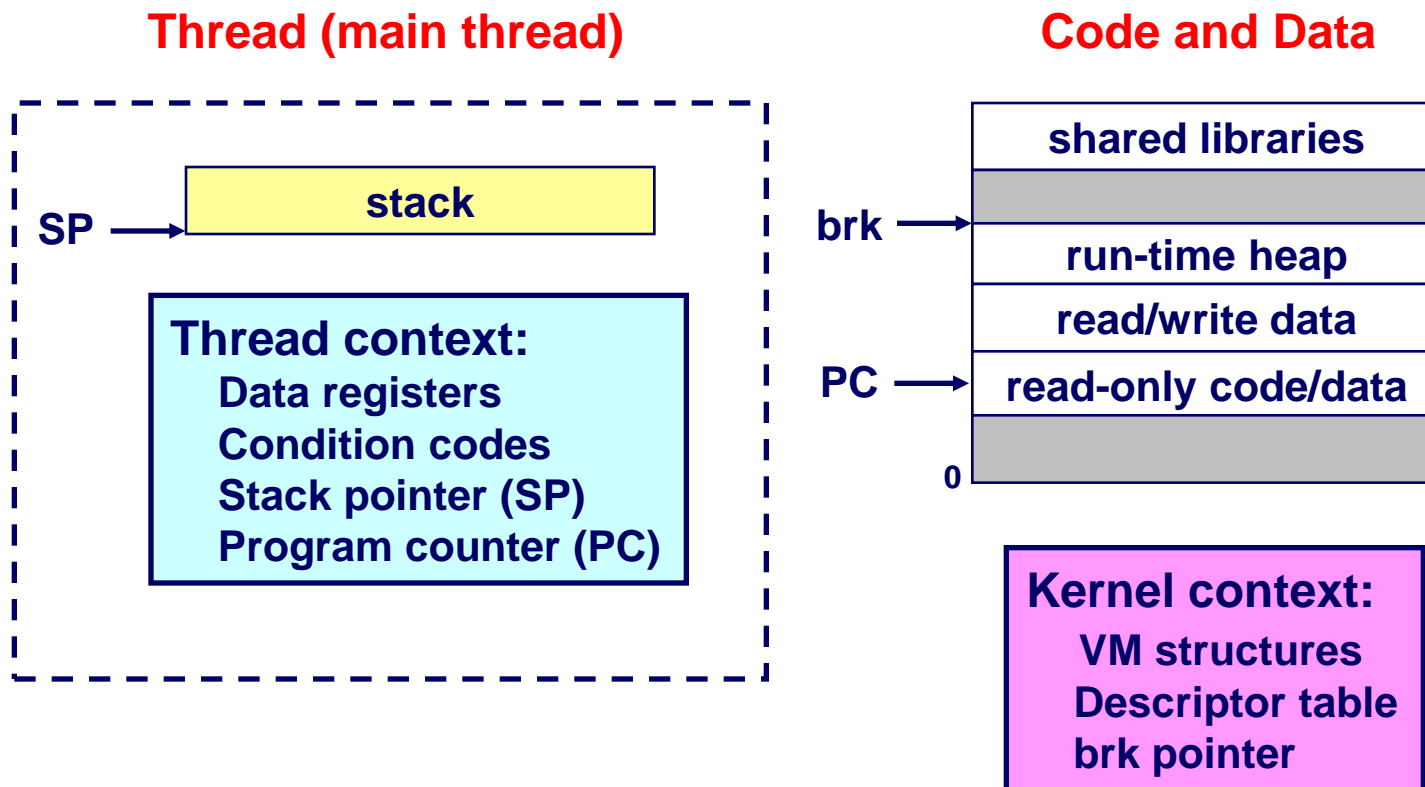 Thread (main thread)
stack
SP
Thread context:
Data registers
Condition codes
Stack pointer (SP)
Program counter (PC)
Code and Data
shared libraries
brk
run-time heap
read/write data
PC
read-only code/data
0
Kernel context:
VM structures
Descriptor table
brk pointer